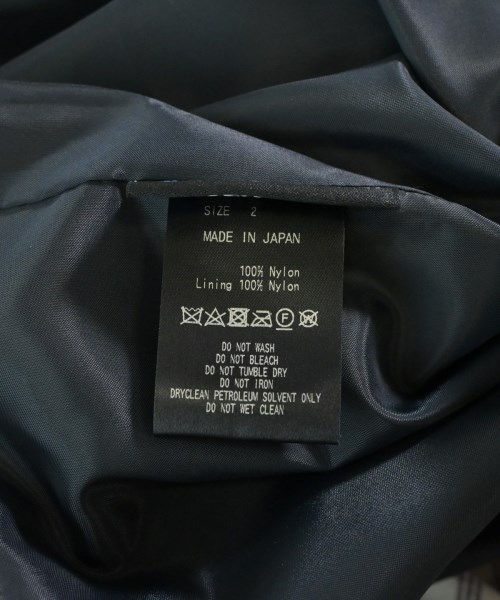 SIZE 2
MADE IN JAPAN
100% Nylon
Lining 100% Nylon
F W
DO NOT WASH
DO NOT BLEACH
DO NOT TUMBLE DRY
DO NOT IRON
DRYCLEAN PETROLEUM SOLVENT ONLY
DO NOT WET CLEAN